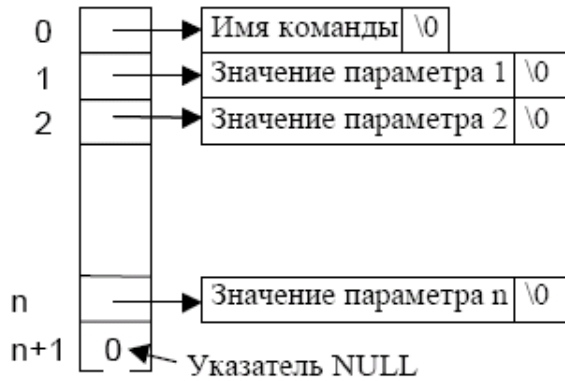 0 Имя команды \0
1 Значение параметра 1 \0
2 Значение параметра 2 \0
n Значение параметра n \0
n+1 0 Указатель NULL